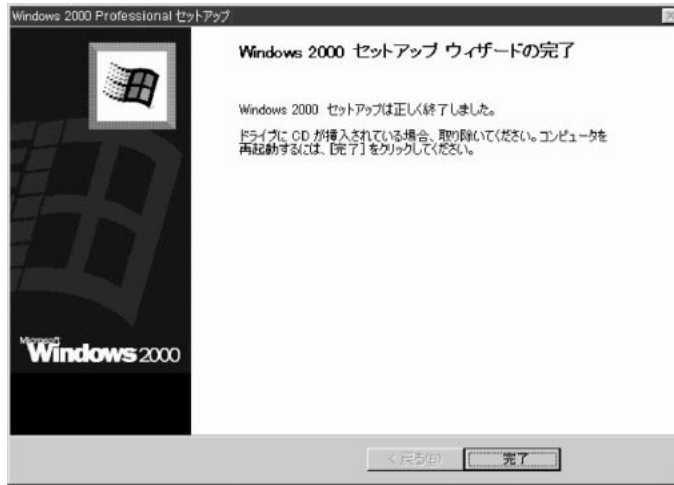 Windows 2000 Professional セットアップ
Windows 2000 セットアップ ウィザードの完了
Windows 2000 セットアップは正しく終了しました。
ドライブに CD が挿入されている場合、取り除いてください。コンピュータを
再起動するには、[完了] をクリックしてください。
Microsoft
Windows 2000
< 戻る(B)
完了